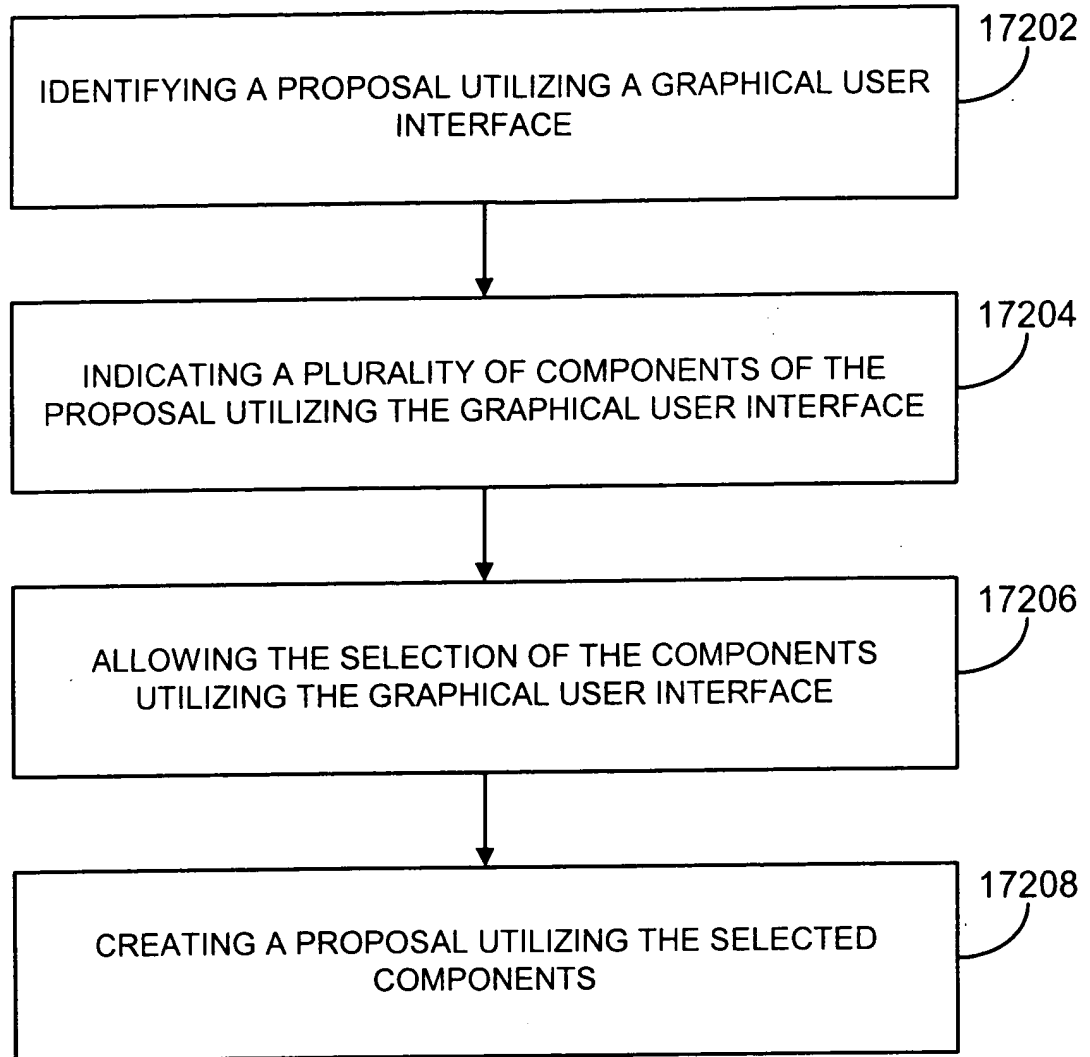 17202
IDENTIFYING A PROPOSAL UTILIZING A GRAPHICAL USER
INTERFACE
17204
INDICATING A PLURALITY OF COMPONENTS OF THE
PROPOSAL UTILIZING THE GRAPHICAL USER INTERFACE
17206
ALLOWING THE SELECTION OF THE COMPONENTS
UTILIZING THE GRAPHICAL USER INTERFACE
17208
CREATING A PROPOSAL UTILIZING THE SELECTED
COMPONENTS